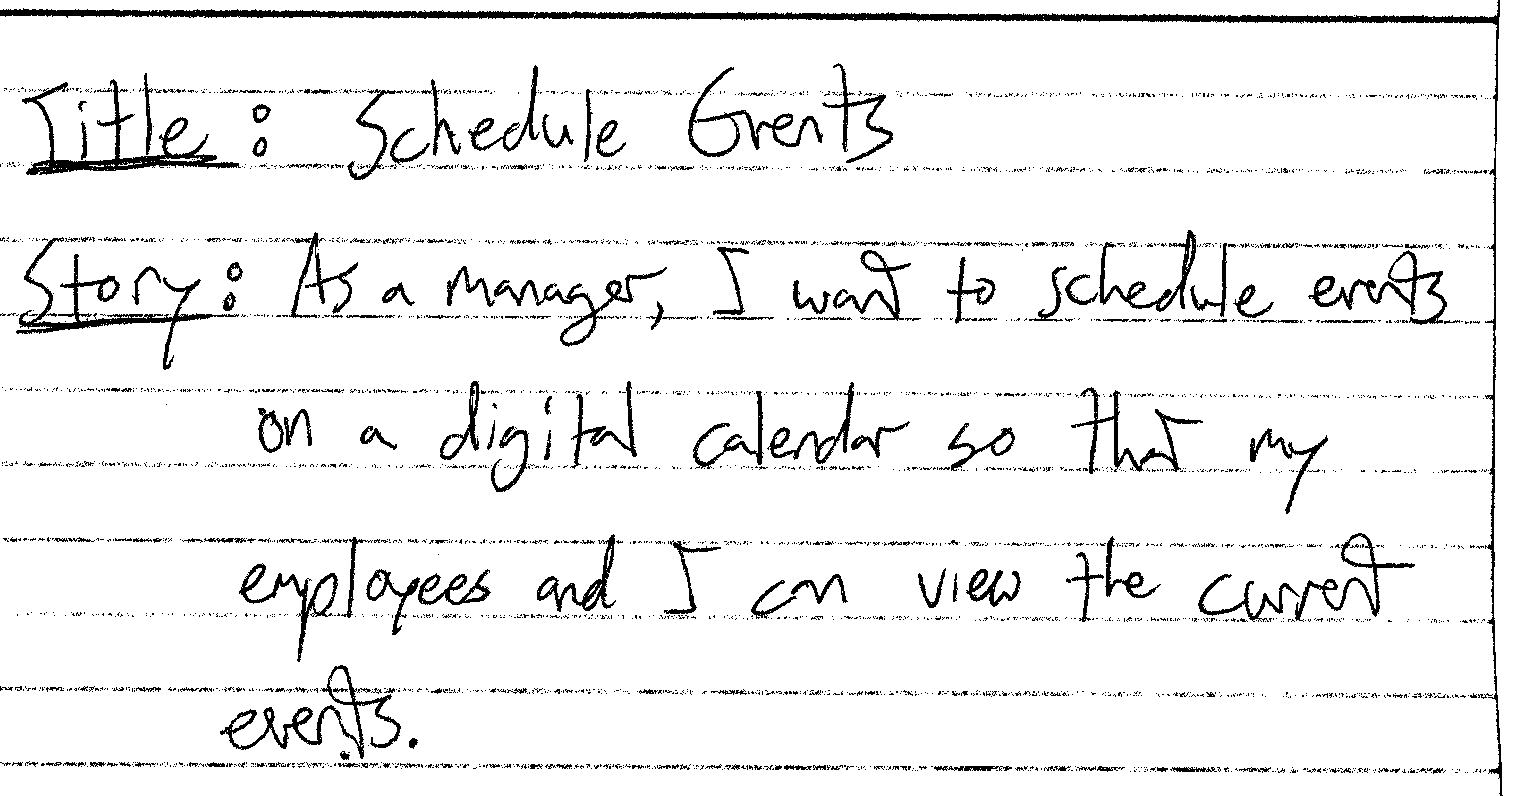 Title: Schedule Events
Story: As a manager, I want to schedule events
on a digital calendar so that my
employees and I can view the current
events.